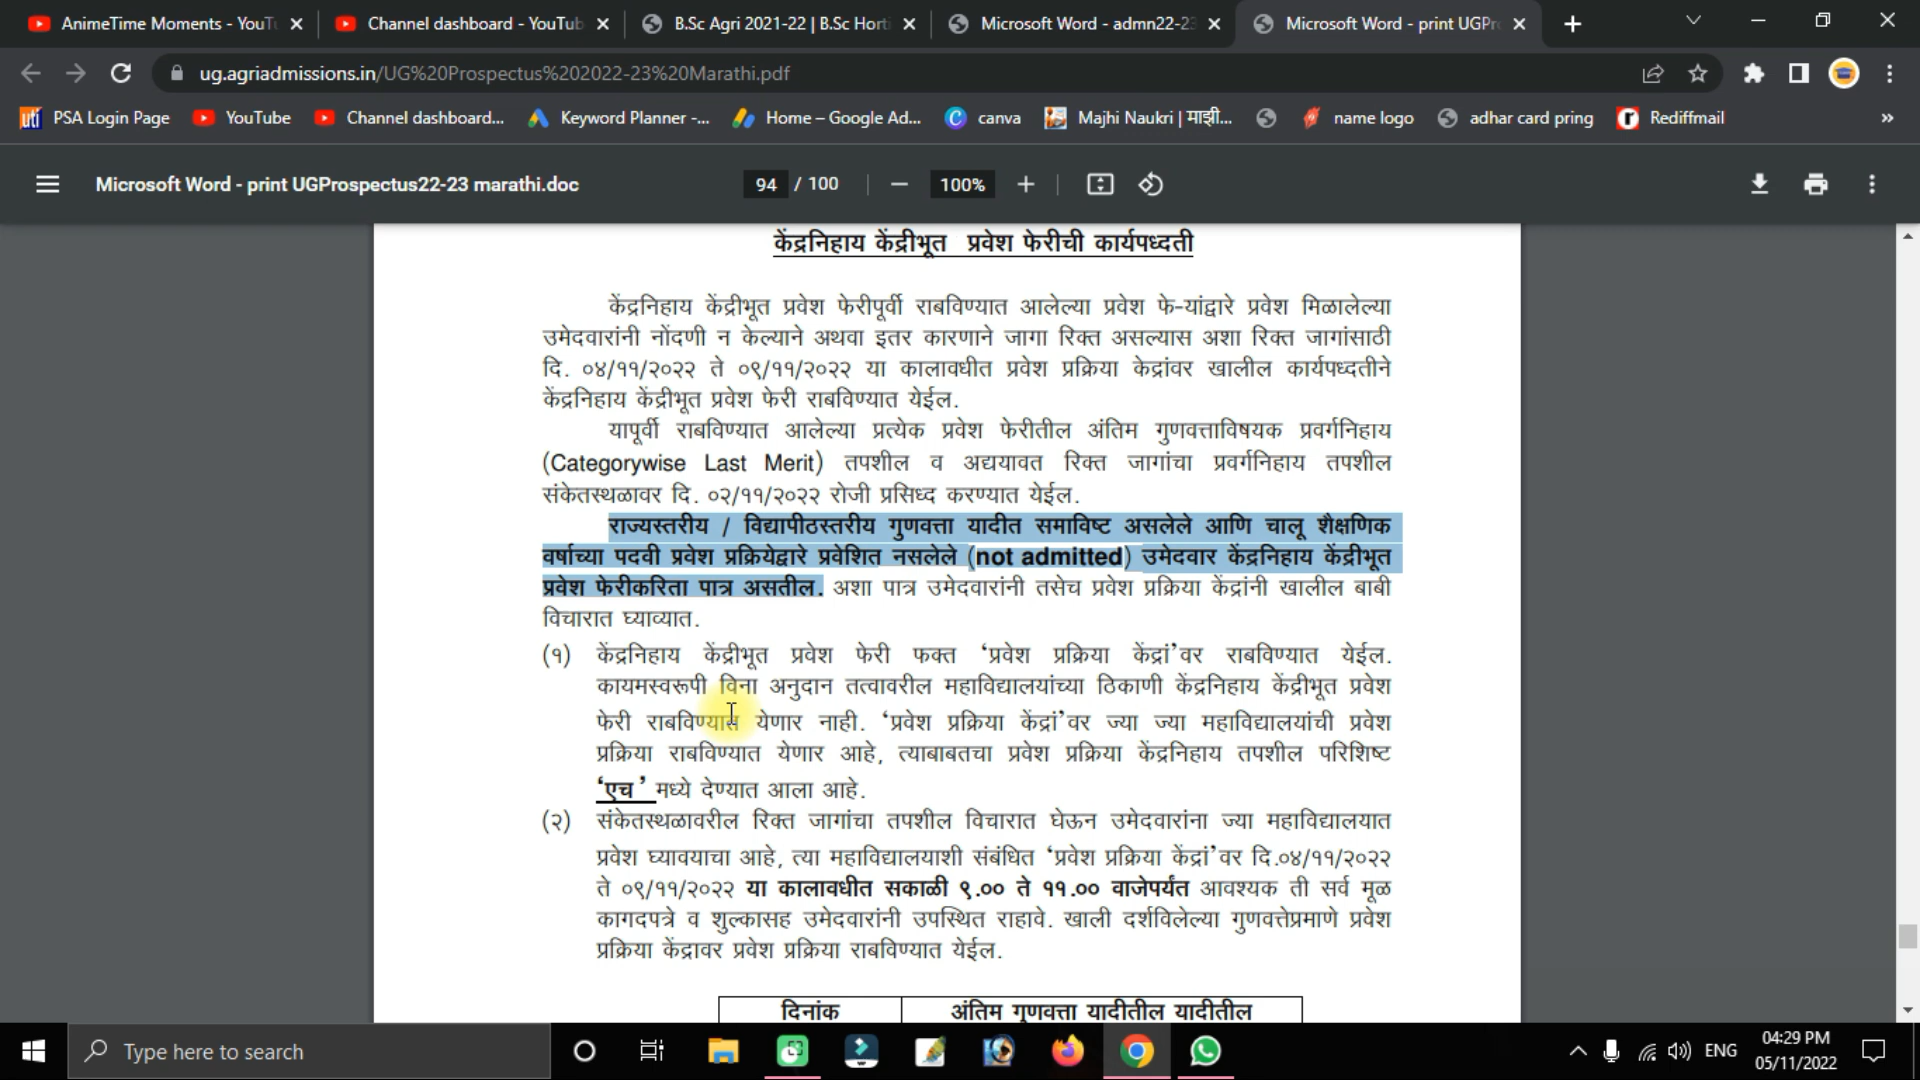 AnimeTime Moments - YouT
Channel dashboard - YouTub
B.Sc Agri 2021-22 | B.Sc Horti
Microsoft Word - admn22-23
Microsoft Word - print UGPr
ug.agriadmissions.in/UG%20Prospectus%202022-23%20Marathi.pdf
uti PSA Login Page YouTube Channel dashboard... Keyword Planner -... Home – Google Ad... canva Majhi Naukri | माझी... name logo adhar card pring Rediffmail »
Microsoft Word - print UGProspectus22-23 marathi.doc 94 / 100 100%
केंद्रनिहाय केंद्रीभूत प्रवेश फेरीची कार्यपध्दती
केंद्रनिहाय केंद्रीभूत प्रवेश फेरीपूर्वी राबविण्यात आलेल्या प्रवेश फे-यांद्वारे प्रवेश मिळालेल्या
उमेदवारांनी नोंदणी न केल्याने अथवा इतर कारणाने जागा रिक्त असल्यास अशा रिक्त जागांसाठी
दि. ०४/११/२०२२ ते ०९/११/२०२२ या कालावधीत प्रवेश प्रक्रिया केद्रांवर खालील कार्यपध्दतीने
केंद्रनिहाय केंद्रीभूत प्रवेश फेरी राबविण्यात येईल.
यापूर्वी राबविण्यात आलेल्या प्रत्येक प्रवेश फेरीतील अंतिम गुणवत्ताविषयक प्रवर्गनिहाय
(Categorywise Last Merit) तपशील व अद्ययावत रिक्त जागांचा प्रवर्गनिहाय तपशील
संकेतस्थळावर दि. ०२/११/२०२२ रोजी प्रसिध्द करण्यात येईल.
राज्यस्तरीय / विद्यापीठस्तरीय गुणवत्ता यादीत समाविष्ट असलेले आणि चालू शैक्षणिक
वर्षाच्या पदवी प्रवेश प्रक्रियेद्वारे प्रवेशित नसलेले (not admitted) उमेदवार केंद्रनिहाय केंद्रीभूत
प्रवेश फेरीकरिता पात्र असतील. अशा पात्र उमेदवारांनी तसेच प्रवेश प्रक्रिया केंद्रांनी खालील बाबी
विचारात घ्याव्यात.
(१) केंद्रनिहाय केंद्रीभूत प्रवेश फेरी फक्त ‘प्रवेश प्रक्रिया केंद्रां’वर राबविण्यात येईल.
कायमस्वरूपी विना अनुदान तत्वावरील महाविद्यालयांच्या ठिकाणी केंद्रनिहाय केंद्रीभूत प्रवेश
फेरी राबविण्यात येणार नाही. ‘प्रवेश प्रक्रिया केंद्रां’वर ज्या ज्या महाविद्यालयांची प्रवेश
प्रक्रिया राबविण्यात येणार आहे, त्याबाबतचा प्रवेश प्रक्रिया केंद्रनिहाय तपशील परिशिष्ट
‘एच’ मध्ये देण्यात आला आहे.
(२) संकेतस्थळावरील रिक्त जागांचा तपशील विचारात घेऊन उमेदवारांना ज्या महाविद्यालयात
प्रवेश घ्यावयाचा आहे, त्या महाविद्यालयाशी संबंधित ‘प्रवेश प्रक्रिया केंद्रां’वर दि.०४/११/२०२२
ते ०९/११/२०२२ या कालावधीत सकाळी ९.०० ते ११.०० वाजेपर्यंत आवश्यक ती सर्व मूळ
कागदपत्रे व शुल्कासह उमेदवारांनी उपस्थित राहावे. खाली दर्शविलेल्या गुणवत्तेप्रमाणे प्रवेश
प्रक्रिया केंद्रावर प्रवेश प्रक्रिया राबविण्यात येईल.
दिनांक अंतिम गुणवत्ता यादीतील यादीतील
Type here to search
ENG
04:29 PM
05/11/2022